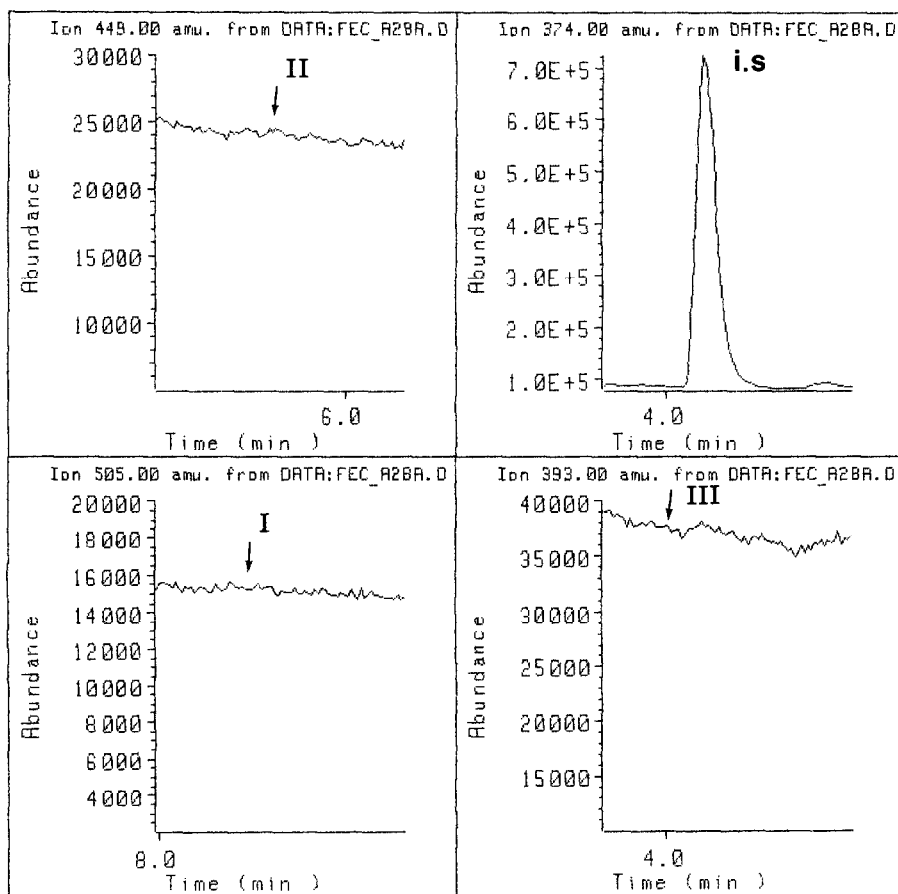 Ion 449.00 amu. from DATA:FEC_A2BA.D
II
30000
25000
20000
15000
10000
Abundance
6.0
Time (min )
Ion 374.00 amu. from DATA:FEC_A2BA.D
i.s
7.0E+5
6.0E+5
5.0E+5
4.0E+5
3.0E+5
2.0E+5
1.0E+5
Abundance
4.0
Time (min )
Ion 505.00 amu. from DATA:FEC_A2BA.D
I
20000
18000
16000
14000
12000
10000
8000
6000
4000
Abundance
8.0
Time (min )
Ion 393.00 amu. from DATA:FEC_A2BA.D
III
40000
35000
30000
25000
20000
15000
Abundance
4.0
Time (min )